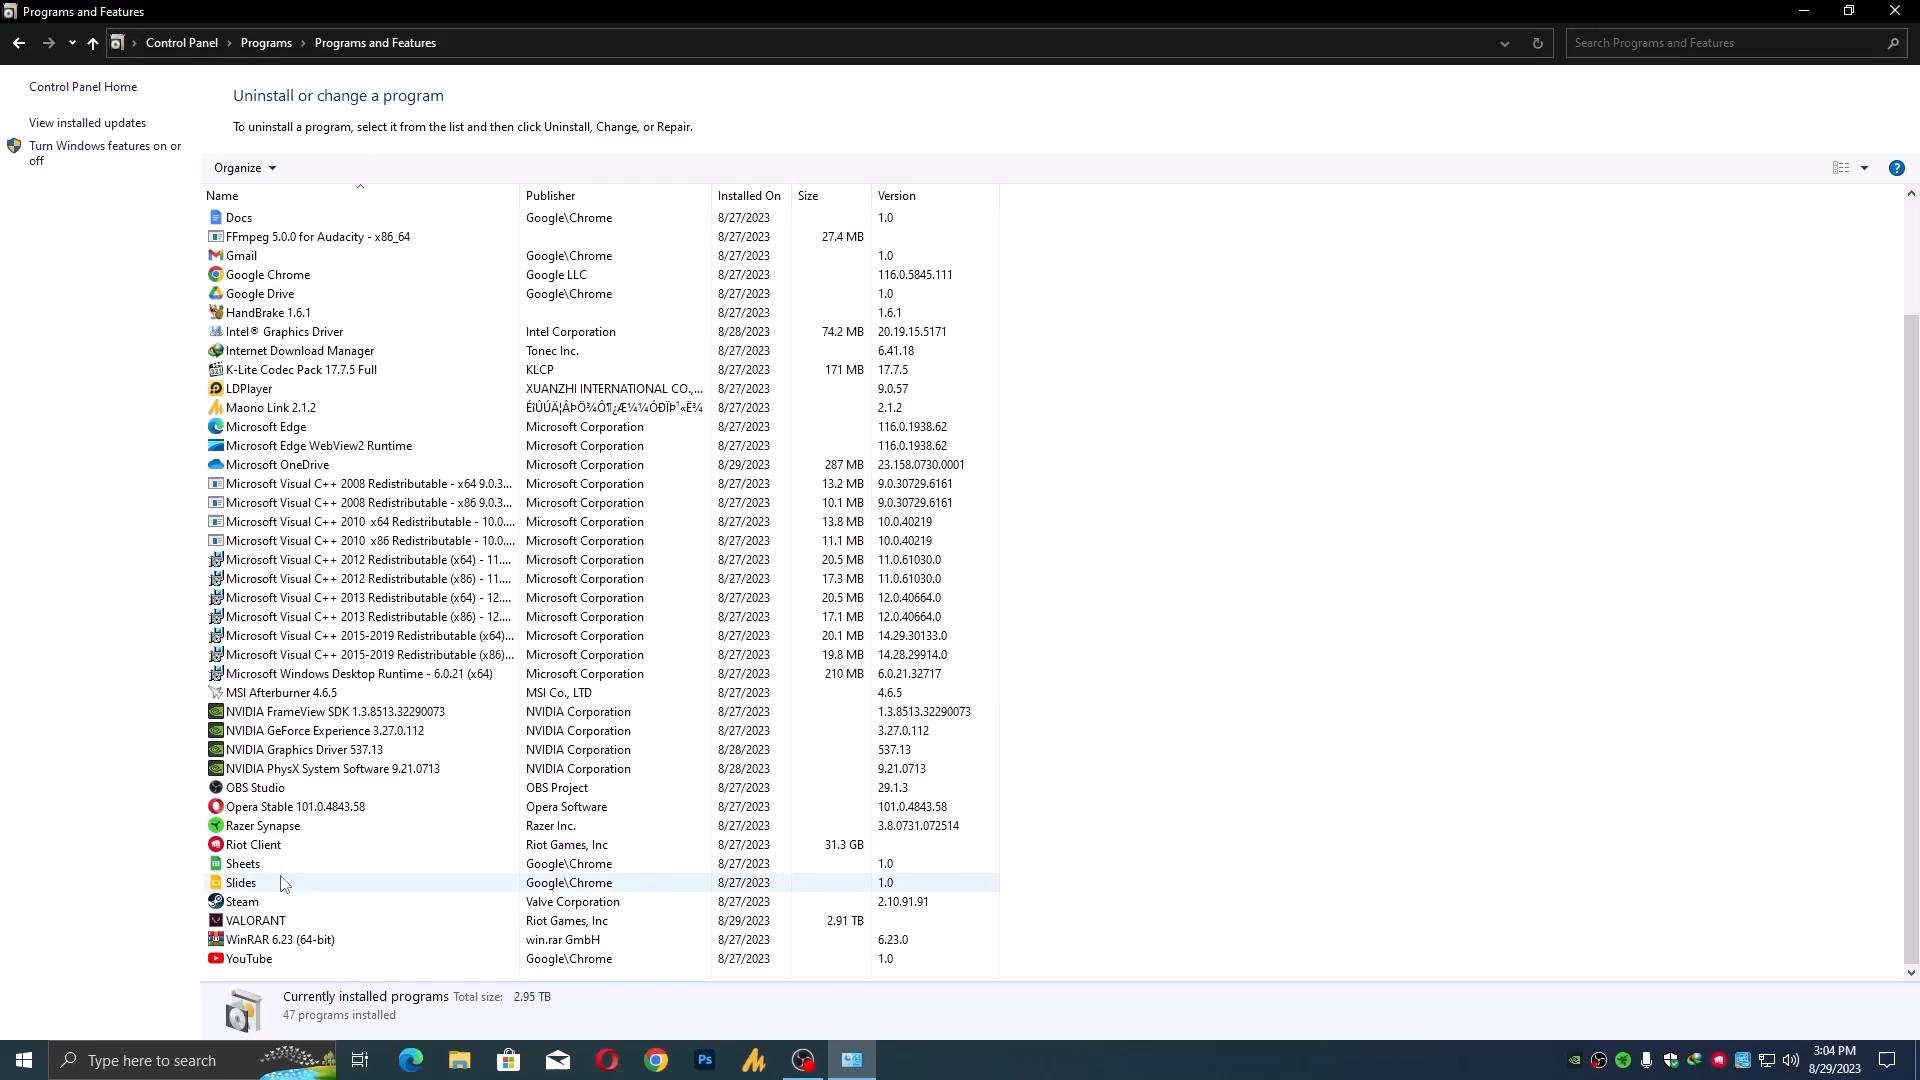 Programs and Features
Control Panel > Programs > Programs and Features
Search Programs and Features
Control Panel Home
View installed updates
Turn Windows features on or
off
Uninstall or change a program
To uninstall a program, select it from the list and then click Uninstall, Change, or Repair.
Organize
Name Publisher Installed On Size Version
Docs Google\Chrome 8/27/2023 1.0
FFmpeg 5.0.0 for Audacity - x86_64 8/27/2023 27.4 MB
Gmail Google\Chrome 8/27/2023 1.0
Google Chrome Google LLC 8/27/2023 116.0.5845.111
Google Drive Google\Chrome 8/27/2023 1.0
HandBrake 1.6.1 8/27/2023 1.6.1
Intel® Graphics Driver Intel Corporation 8/28/2023 74.2 MB 20.19.15.5171
Internet Download Manager Tonec Inc. 8/27/2023 6.41.18
K-Lite Codec Pack 17.7.5 Full KLCP 8/27/2023 171 MB 17.7.5
LDPlayer XUANZHI INTERNATIONAL CO.,... 8/27/2023 9.0.57
Maono Link 2.1.2 8/27/2023 2.1.2
Microsoft Edge Microsoft Corporation 8/27/2023 116.0.1938.62
Microsoft Edge WebView2 Runtime Microsoft Corporation 8/27/2023 116.0.1938.62
Microsoft OneDrive Microsoft Corporation 8/29/2023 287 MB 23.158.0730.0001
Microsoft Visual C++ 2008 Redistributable - x64 9.0.3... Microsoft Corporation 8/27/2023 13.2 MB 9.0.30729.6161
Microsoft Visual C++ 2008 Redistributable - x86 9.0.3... Microsoft Corporation 8/27/2023 10.1 MB 9.0.30729.6161
Microsoft Visual C++ 2010 x64 Redistributable - 10.0.... Microsoft Corporation 8/27/2023 13.8 MB 10.0.40219
Microsoft Visual C++ 2010 x86 Redistributable - 10.0.... Microsoft Corporation 8/27/2023 11.1 MB 10.0.40219
Microsoft Visual C++ 2012 Redistributable (x64) - 11.... Microsoft Corporation 8/27/2023 20.5 MB 11.0.61030.0
Microsoft Visual C++ 2012 Redistributable (x86) - 11.... Microsoft Corporation 8/27/2023 17.3 MB 11.0.61030.0
Microsoft Visual C++ 2013 Redistributable (x64) - 12.... Microsoft Corporation 8/27/2023 20.5 MB 12.0.40664.0
Microsoft Visual C++ 2013 Redistributable (x86) - 12.... Microsoft Corporation 8/27/2023 17.1 MB 12.0.40664.0
Microsoft Visual C++ 2015-2019 Redistributable (x64)... Microsoft Corporation 8/27/2023 20.1 MB 14.29.30133.0
Microsoft Visual C++ 2015-2019 Redistributable (x86)... Microsoft Corporation 8/27/2023 19.8 MB 14.28.29914.0
Microsoft Windows Desktop Runtime - 6.0.21 (x64) Microsoft Corporation 8/27/2023 210 MB 6.0.21.32717
MSI Afterburner 4.6.5 MSI Co., LTD 8/27/2023 4.6.5
NVIDIA FrameView SDK 1.3.8513.32290073 NVIDIA Corporation 8/27/2023 1.3.8513.32290073
NVIDIA GeForce Experience 3.27.0.112 NVIDIA Corporation 8/27/2023 3.27.0.112
NVIDIA Graphics Driver 537.13 NVIDIA Corporation 8/28/2023 537.13
NVIDIA PhysX System Software 9.21.0713 NVIDIA Corporation 8/28/2023 9.21.0713
OBS Studio OBS Project 8/27/2023 29.1.3
Opera Stable 101.0.4843.58 Opera Software 8/27/2023 101.0.4843.58
Razer Synapse Razer Inc. 8/27/2023 3.8.0731.072514
Riot Client Riot Games, Inc 8/27/2023 31.3 GB
Sheets Google\Chrome 8/27/2023 1.0
Slides Google\Chrome 8/27/2023 1.0
Steam Valve Corporation 8/27/2023 2.10.91.91
VALORANT Riot Games, Inc 8/29/2023 2.91 TB
WinRAR 6.23 (64-bit) win.rar GmbH 8/27/2023 6.23.0
YouTube Google\Chrome 8/27/2023 1.0
Currently installed programs Total size: 2.95 TB
47 programs installed
Type here to search
Ps
3:04 PM
8/29/2023